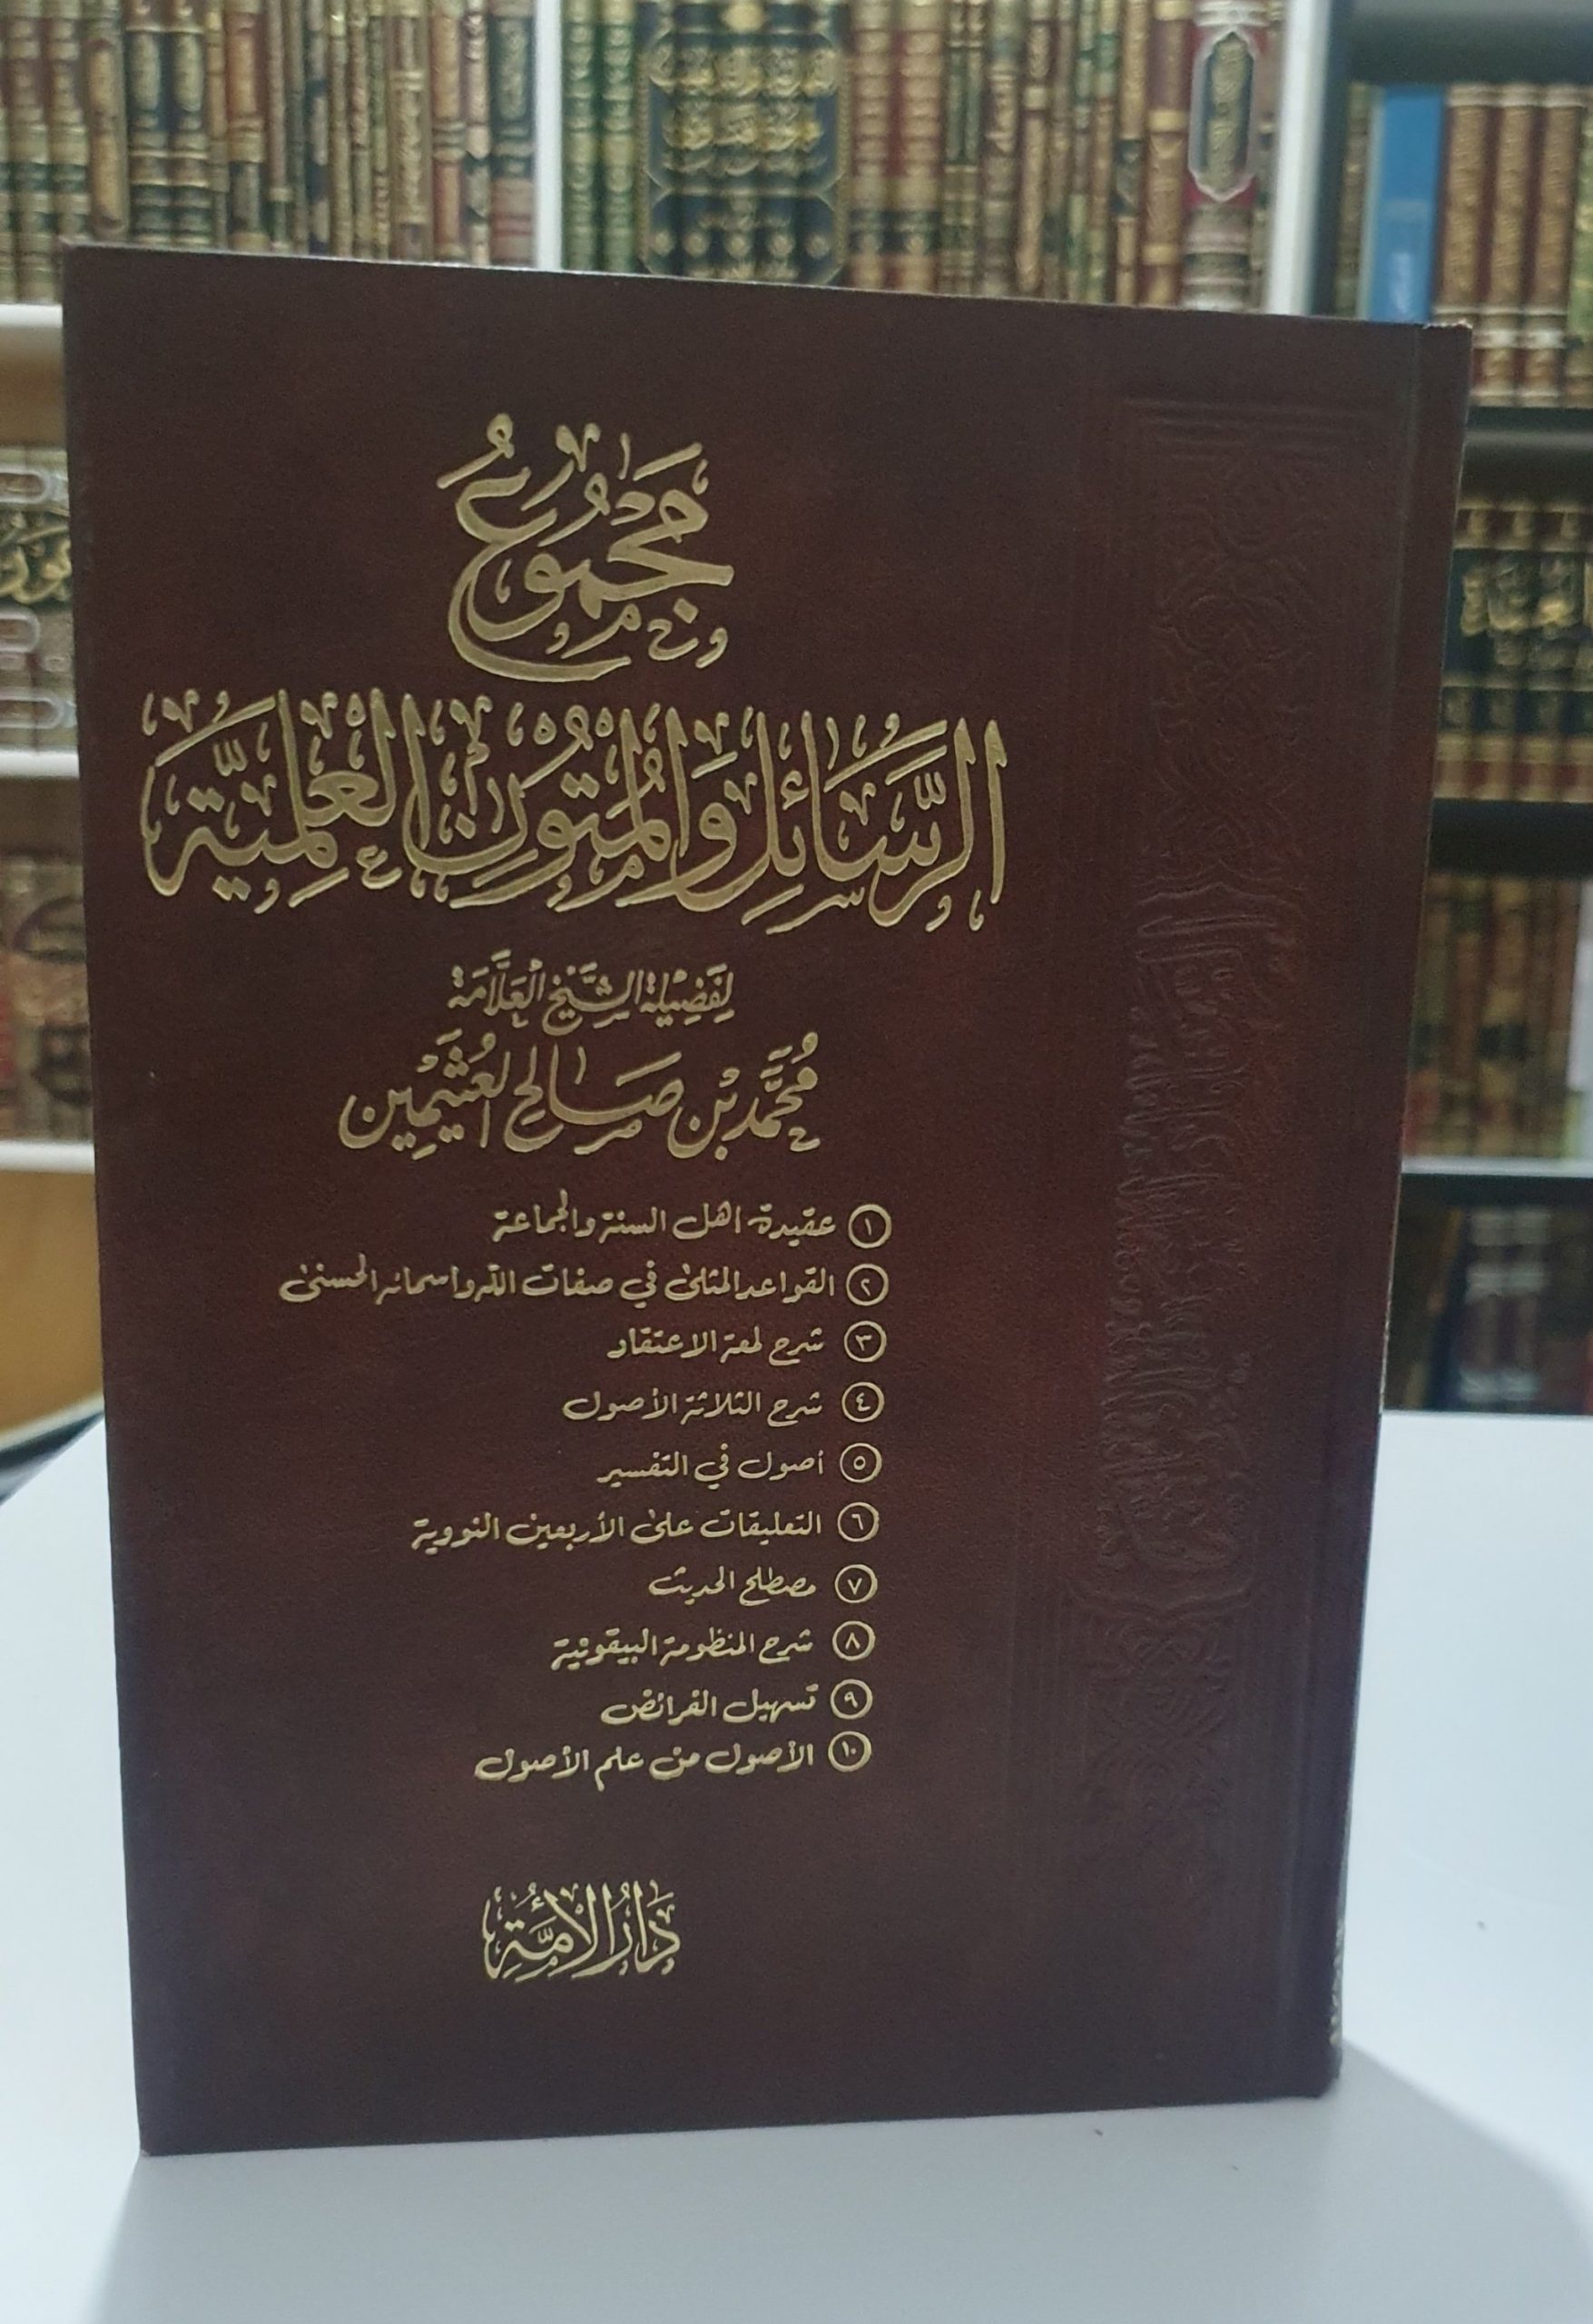 مجموع
الرسائل والمتون العلمية
لفضيلة الشيخ العلامة
محمد بن صالح العثيمين
١ عقيدة اهل السنة والجماعة
٢ القواعد المثلى في صفات الله واسمائه الحسنى
٣ شرح لمعة الاعتقاد
٤ شرح الثلاثة الأصول
٥ أصول في التفسير
٦ التعليقات على الأربعين النووية
٧ مصطلح الحديث
٨ شرح المنظومة البيقونية
٩ تسهيل الفرائض
١٠ الأصول من علم الأصول
دار الأمة